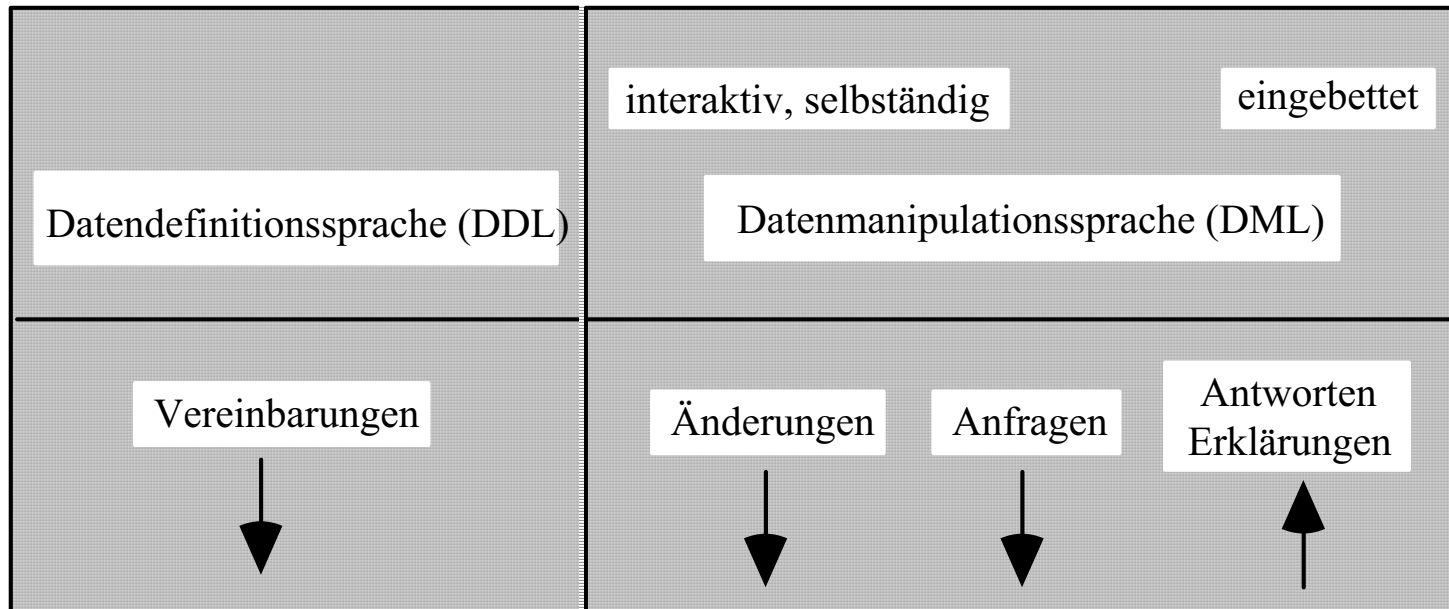 interaktiv, selbständig
eingebettet
Datendefinitionssprache (DDL)
Datenmanipulationssprache (DML)
Vereinbarungen
Änderungen
Anfragen
Antworten
Erklärungen